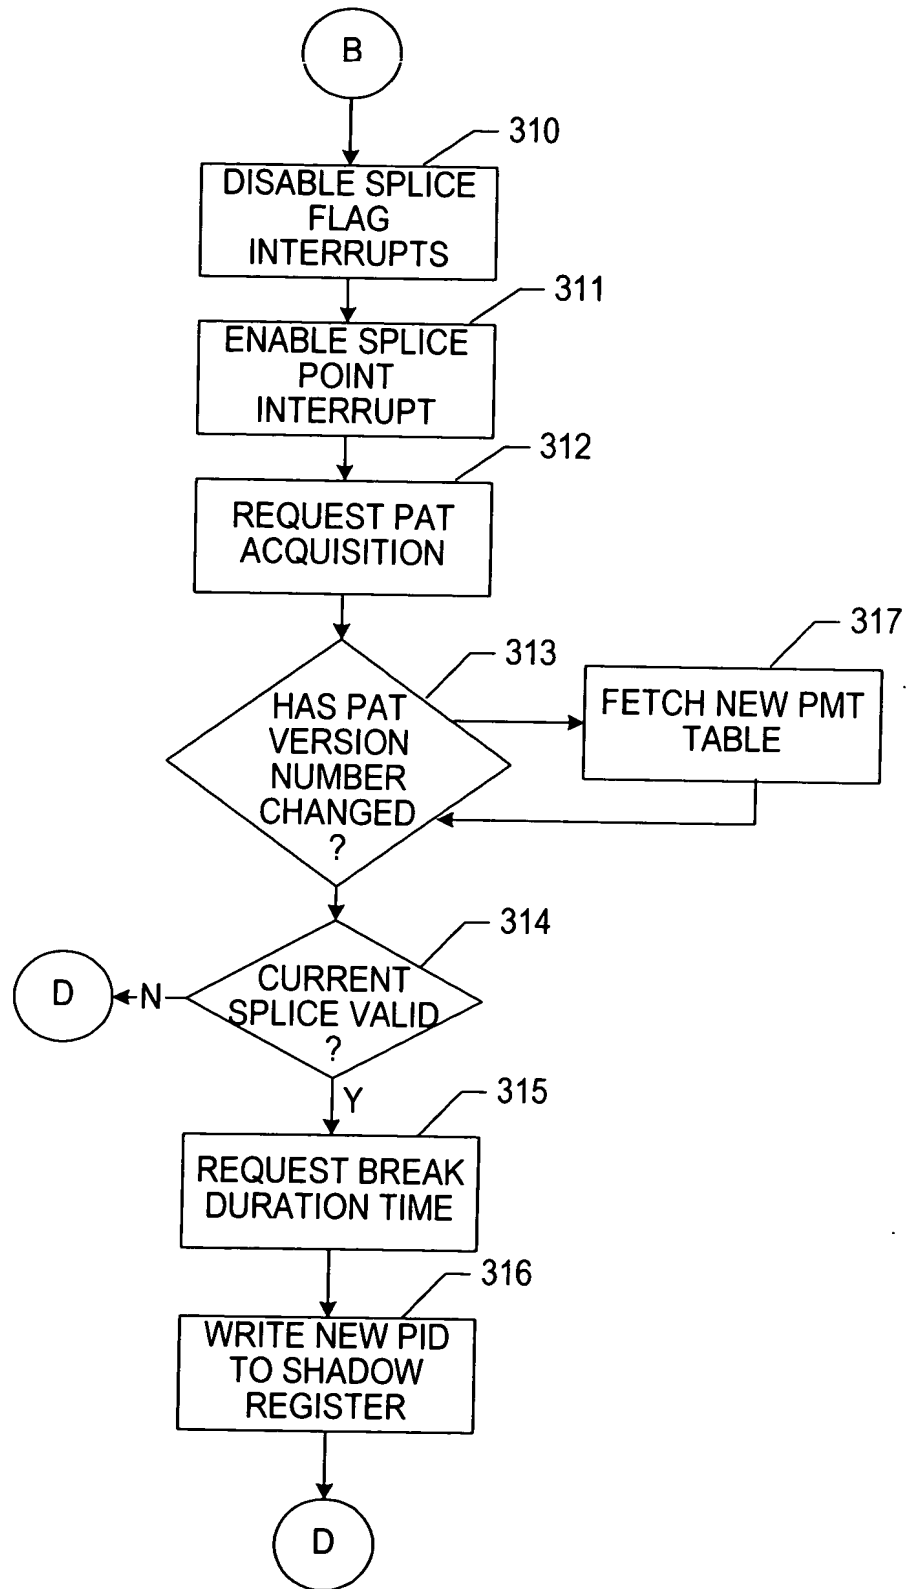 B
310
DISABLE SPLICE
FLAG
INTERRUPTS
311
ENABLE SPLICE
POINT
INTERRUPT
312
REQUEST PAT
ACQUISITION
313
HAS PAT
VERSION
NUMBER
CHANGED
?
317
FETCH NEW PMT
TABLE
314
CURRENT
SPLICE VALID
?
N
D
Y
315
REQUEST BREAK
DURATION TIME
316
WRITE NEW PID
TO SHADOW
REGISTER
D